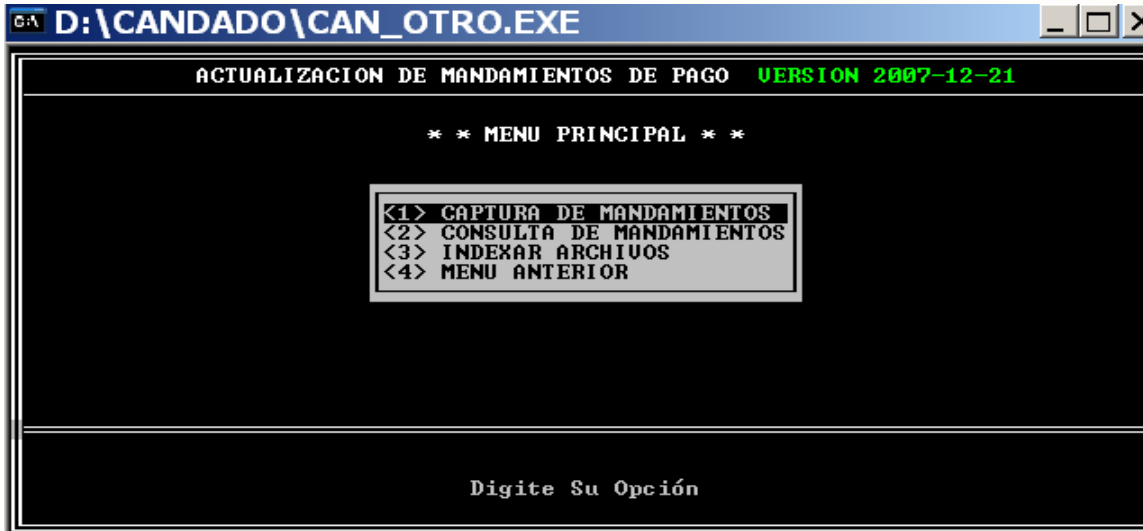 D:\CANDADO\CAN_OTRO.EXE
ACTUALIZACION DE MANDAMIENTOS DE PAGO VERSION 2007-12-21
* * MENU PRINCIPAL * *
<1> CAPTURA DE MANDAMIENTOS
<2> CONSULTA DE MANDAMIENTOS
<3> INDEXAR ARCHIVOS
<4> MENU ANTERIOR
Digite Su Opción